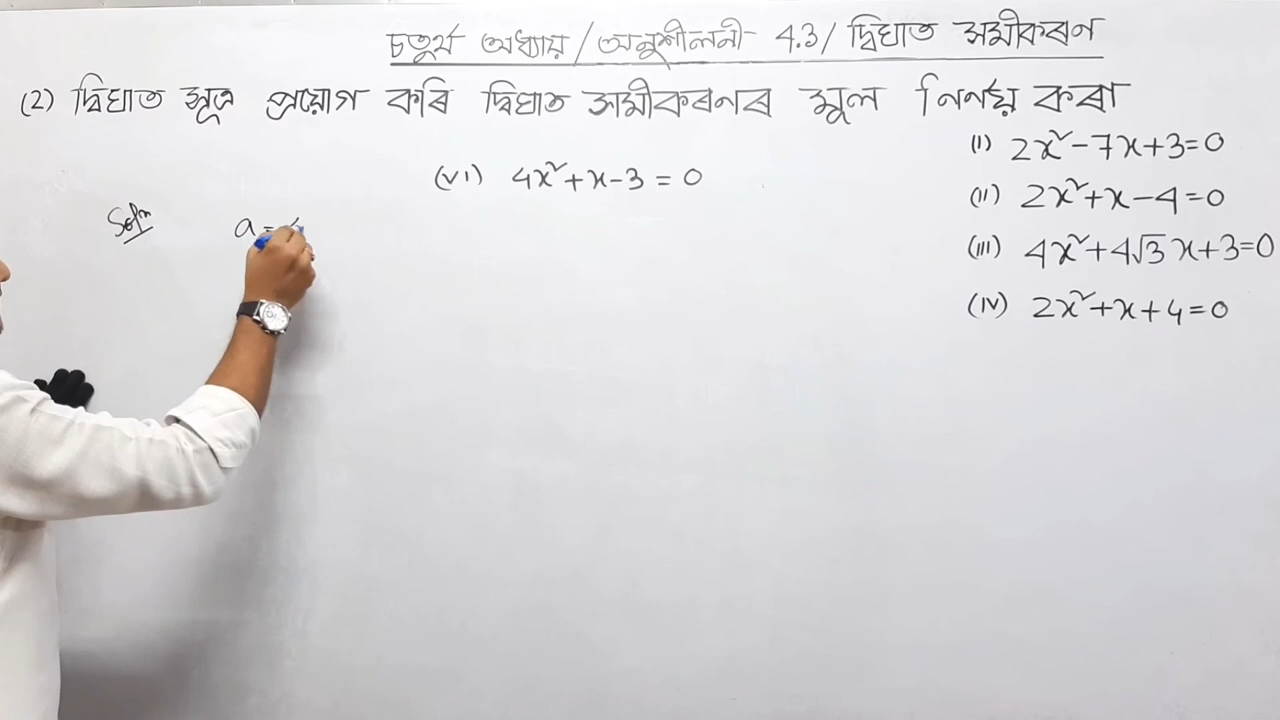 চতুৰ্থ অধ্যায় / অনুশীলনী- 4.3 / দ্বিঘাত সমীকৰণ
(2) দ্বিঘাত সূত্ৰ প্ৰয়োগ কৰি দ্বিঘাত সমীকৰণৰ মূল নিৰ্ণয় কৰা
(i) 2x²-7x+3=0
(vi) 4x²+x-3=0
(ii) 2x²+x-4=0
Solⁿ a=
(iii) 4x²+4√3 x+3=0
(iv) 2x²+x+4=0